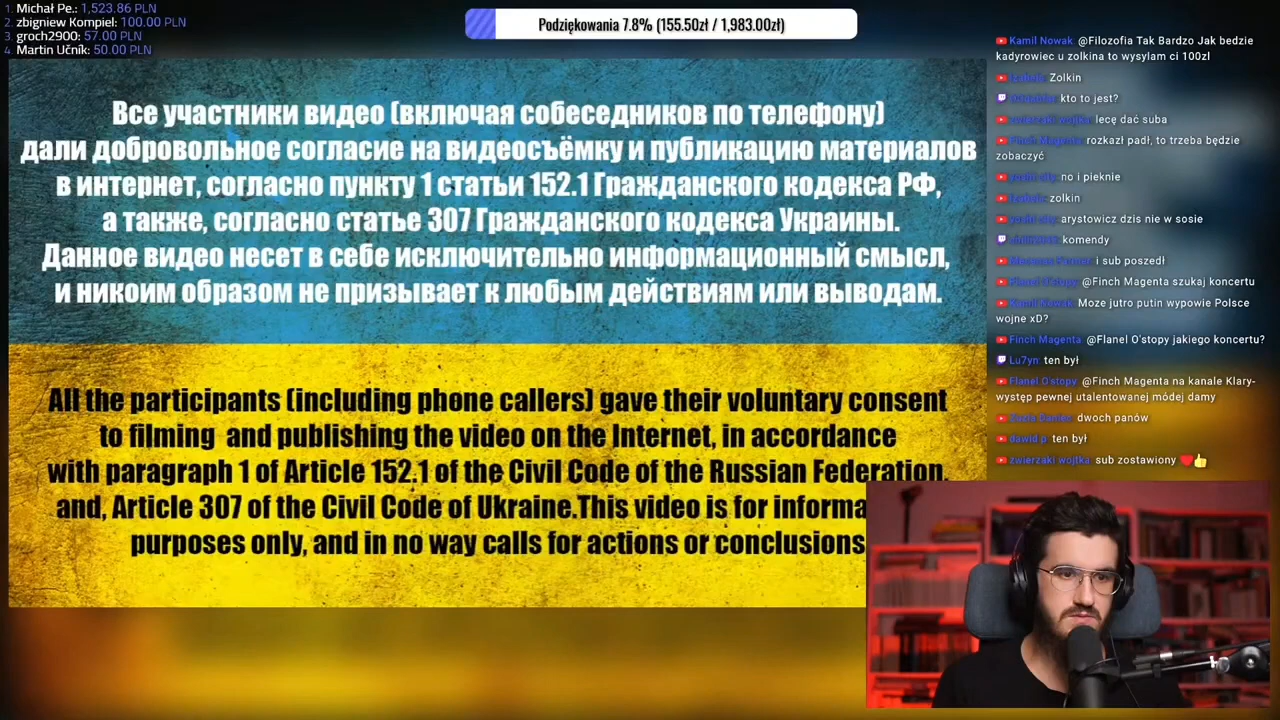 1. Michał Pe.: 1,523.86 PLN
2. zbigniew Kompiel: 100.00 PLN
3. groch2900: 57.00 PLN
4. Martin Učník: 50.00 PLN
Podziękowania 7.8% (155.50zł / 1,983.00zł)
Все участники видео (включая собеседников по телефону)
дали добровольное согласие на видеосъёмку и публикацию материалов
в интернет, согласно пункту 1 статьи 152.1 Гражданского кодекса РФ,
а также, согласно статье 307 Гражданского кодекса Украины.
Данное видео несет в себе исключительно информационный смысл,
и никоим образом не призывает к любым действиям или выводам.
All the participants (including phone callers) gave their voluntary consent
to filming and publishing the video on the Internet, in accordance
with paragraph 1 of Article 152.1 of the Civil Code of the Russian Federation,
and, Article 307 of the Civil Code of Ukraine.This video is for informa
purposes only, and in no way calls for actions or conclusions
Kamil Nowak: @Filozofia Tak Bardzo Jak bedzie
kadyrowiec u zolkina to wysylam ci 100zl
Zolkin
kto to jest?
zwierzaki wojtka: lecę dać suba
Finch Magenta: rozkazł padł, to trzeba będzie
zobaczyć
no i pieknie
zolkin
arystowicz dzis nie w sosie
komendy
i sub poszedł
Flanel O'stopy: @Finch Magenta szukaj koncertu
Kamil Nowak: Moze jutro putin wypowie Polsce
wojne xD?
Finch Magenta: @Flanel O'stopy jakiego koncertu?
Lu7yn: ten był
Flanel O'stopy: @Finch Magenta na kanale Klary-
występ pewnej utalentowanej módej damy
dwoch panów
dawid p: ten był
zwierzaki wojtka: sub zostawiony